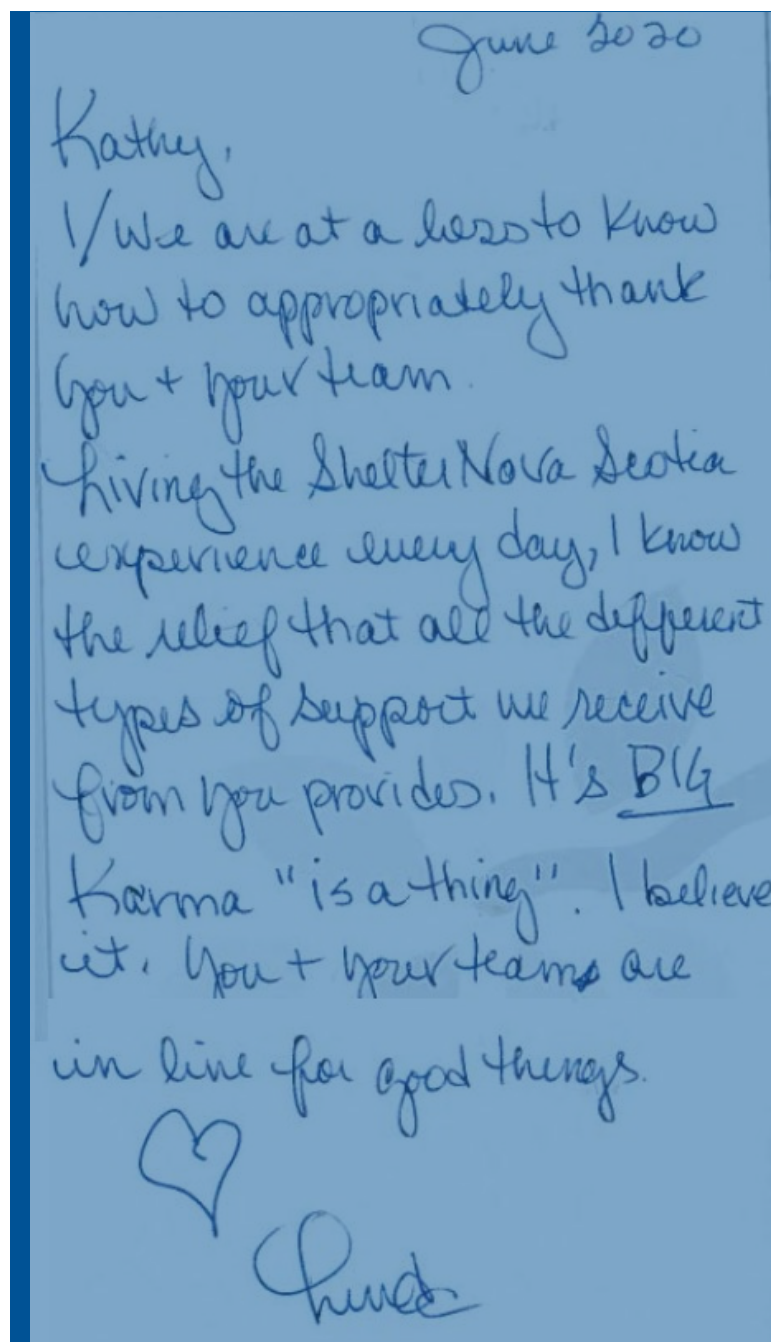 June 2020
Kathy,
I/We are at a loss to know
how to appropriately thank
you + your team.
Living the Shelter Nova Scotia
experience every day, I know
the relief that all the different
types of support we receive
from you provides. It's BIG
Karma "is a thing". I believe
it. You + your teams are
in line for good things.
Linda